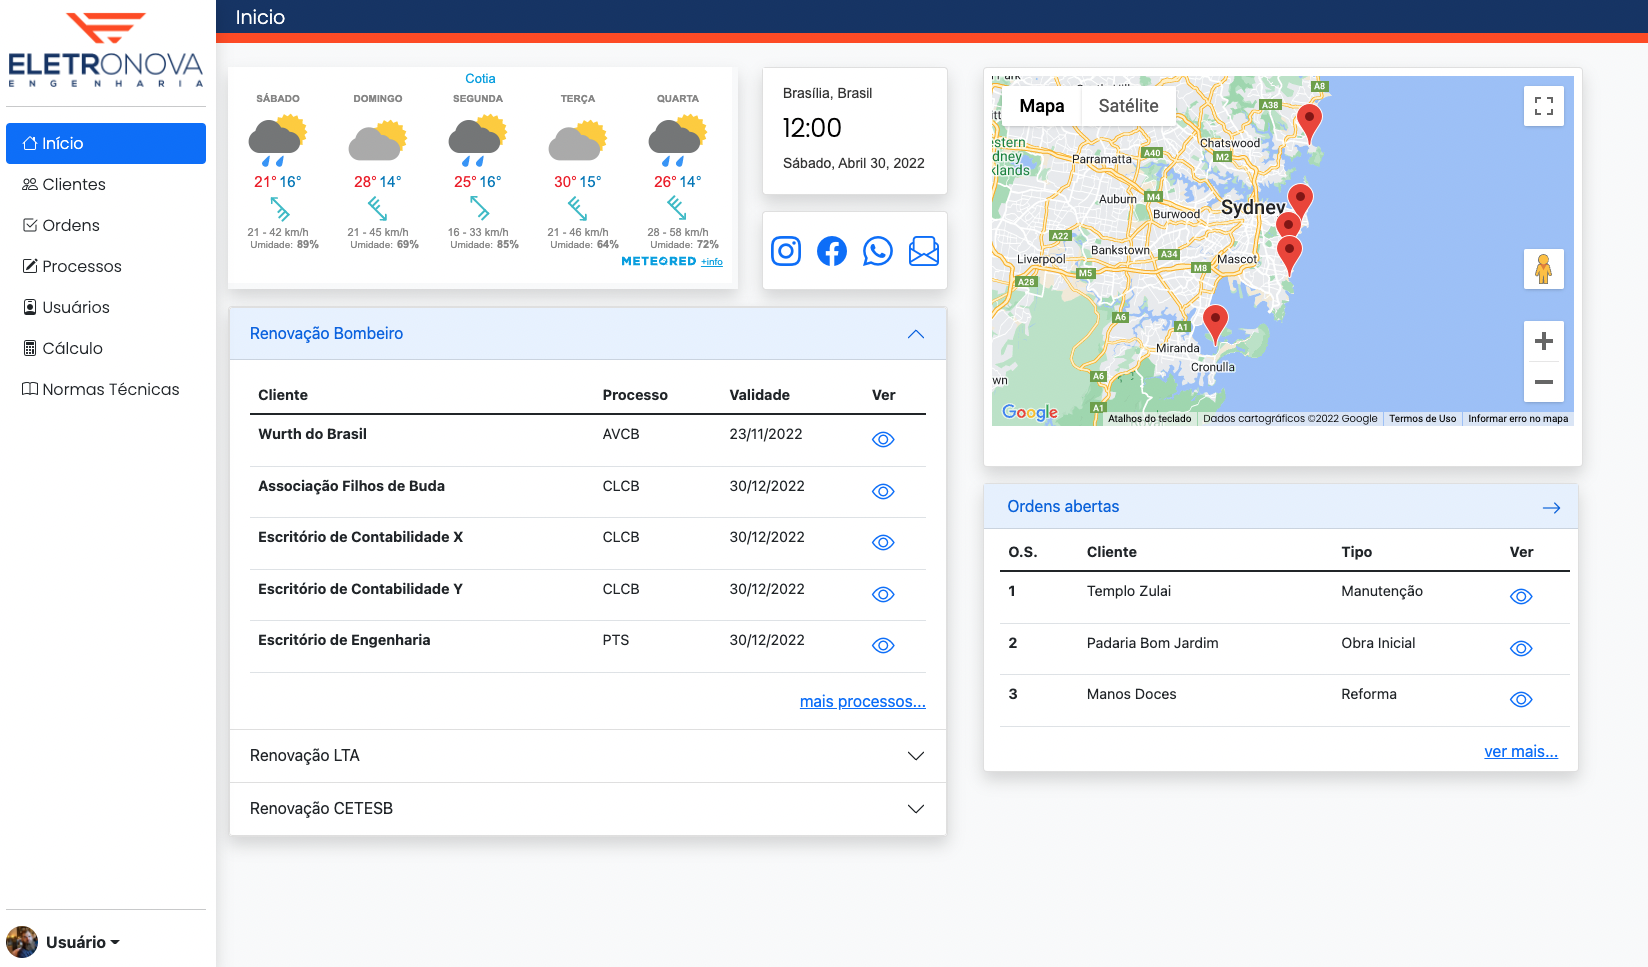 ELETRONOVA
ENGENHARIA
Início
Clientes
Ordens
Processos
Usuários
Cálculo
Normas Técnicas
Usuário
Inicio
Cotia
SÁBADO DOMINGO SEGUNDA TERÇA QUARTA
21° 16° 28° 14° 25° 16° 30° 15° 26° 14°
21 - 42 km/h 21 - 45 km/h 16 - 33 km/h 21 - 46 km/h 28 - 58 km/h
Umidade: 89% Umidade: 69% Umidade: 85% Umidade: 64% Umidade: 72%
METEORED +info
Brasília, Brasil
12:00
Sábado, Abril 30, 2022
Renovação Bombeiro
Cliente Processo Validade Ver
Wurth do Brasil AVCB 23/11/2022
Associação Filhos de Buda CLCB 30/12/2022
Escritório de Contabilidade X CLCB 30/12/2022
Escritório de Contabilidade Y CLCB 30/12/2022
Escritório de Engenharia PTS 30/12/2022
mais processos...
Renovação LTA
Renovação CETESB
Mapa Satélite
A8
A38
Chatswood
A40
M2
Parramatta
Auburn M4
Burwood
Sydney
A22
Bankstown A34
Liverpool
M5
M8
Mascot
A28
A6
A1
Miranda
Cronulla
A6
A1
Google
Atalhos do teclado Dados cartográficos ©2022 Google Termos de Uso Informar erro no mapa
Ordens abertas
O.S. Cliente Tipo Ver
1 Templo Zulai Manutenção
2 Padaria Bom Jardim Obra Inicial
3 Manos Doces Reforma
ver mais...